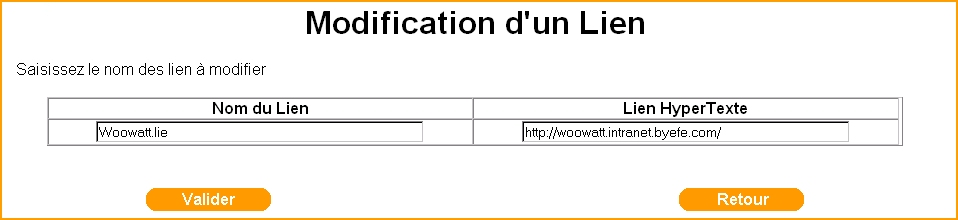 Modification d'un Lien
Saisissez le nom des lien à modifier
Nom du Lien Lien HyperTexte
Woowatt.lie http://woowatt.intranet.byefe.com/
Valider Retour